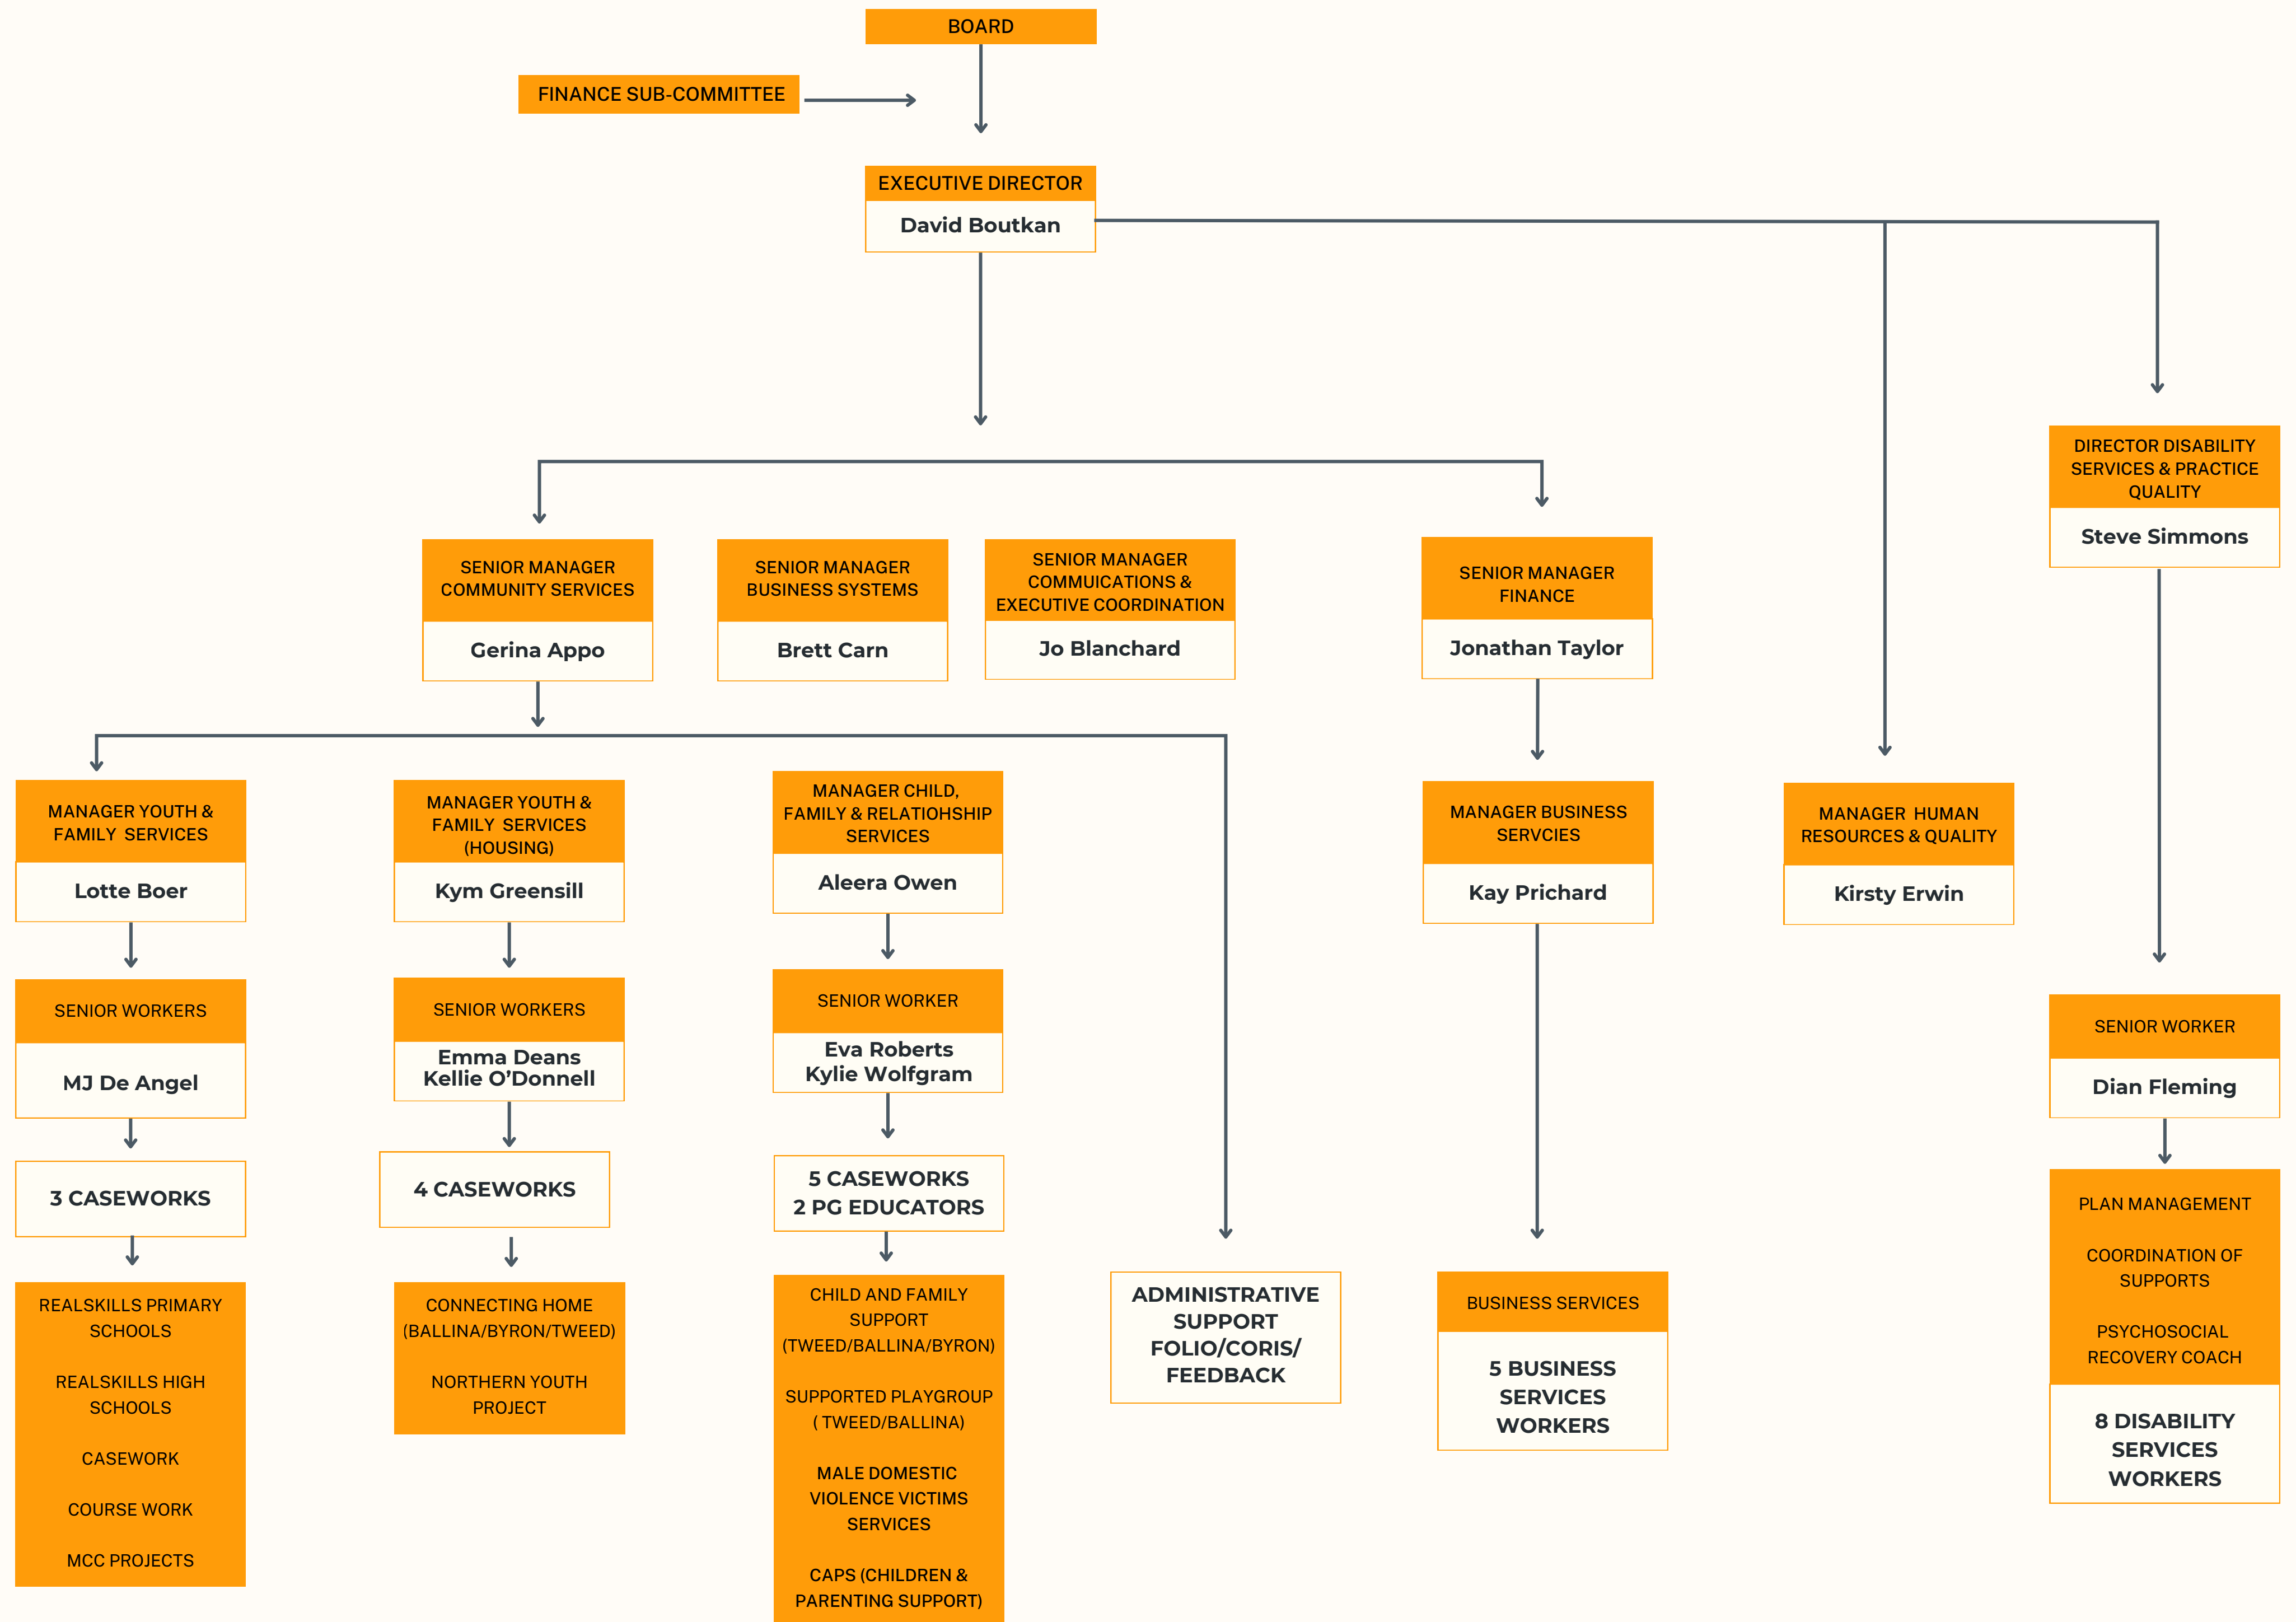 BOARD
FINANCE SUB-COMMITTEE
EXECUTIVE DIRECTOR
David Boutkan
DIRECTOR DISABILITY
SERVICES & PRACTICE
QUALITY
Steve Simmons
SENIOR MANAGER
COMMUNITY SERVICES
Gerina Appo
SENIOR MANAGER
BUSINESS SYSTEMS
Brett Carn
SENIOR MANAGER
COMMUICATIONS &
EXECUTIVE COORDINATION
Jo Blanchard
SENIOR MANAGER
FINANCE
Jonathan Taylor
MANAGER YOUTH &
FAMILY SERVICES
Lotte Boer
MANAGER YOUTH &
FAMILY SERVICES
(HOUSING)
Kym Greensill
MANAGER CHILD,
FAMILY & RELATIOHSHIP
SERVICES
Aleera Owen
MANAGER BUSINESS
SERVCIES
Kay Prichard
MANAGER HUMAN
RESOURCES & QUALITY
Kirsty Erwin
SENIOR WORKERS
MJ De Angel
SENIOR WORKERS
Emma Deans
Kellie O’Donnell
SENIOR WORKER
Eva Roberts
Kylie Wolfgram
SENIOR WORKER
Dian Fleming
3 CASEWORKS
4 CASEWORKS
5 CASEWORKS
2 PG EDUCATORS
REALSKILLS PRIMARY
SCHOOLS
REALSKILLS HIGH
SCHOOLS
CASEWORK
COURSE WORK
MCC PROJECTS
CONNECTING HOME
(BALLINA/BYRON/TWEED)
NORTHERN YOUTH
PROJECT
CHILD AND FAMILY
SUPPORT
(TWEED/BALLINA/BYRON)
SUPPORTED PLAYGROUP
( TWEED/BALLINA)
MALE DOMESTIC
VIOLENCE VICTIMS
SERVICES
CAPS (CHILDREN &
PARENTING SUPPORT)
ADMINISTRATIVE
SUPPORT
FOLIO/CORIS/
FEEDBACK
BUSINESS SERVICES
5 BUSINESS
SERVICES
WORKERS
PLAN MANAGEMENT
COORDINATION OF
SUPPORTS
PSYCHOSOCIAL
RECOVERY COACH
8 DISABILITY
SERVICES
WORKERS